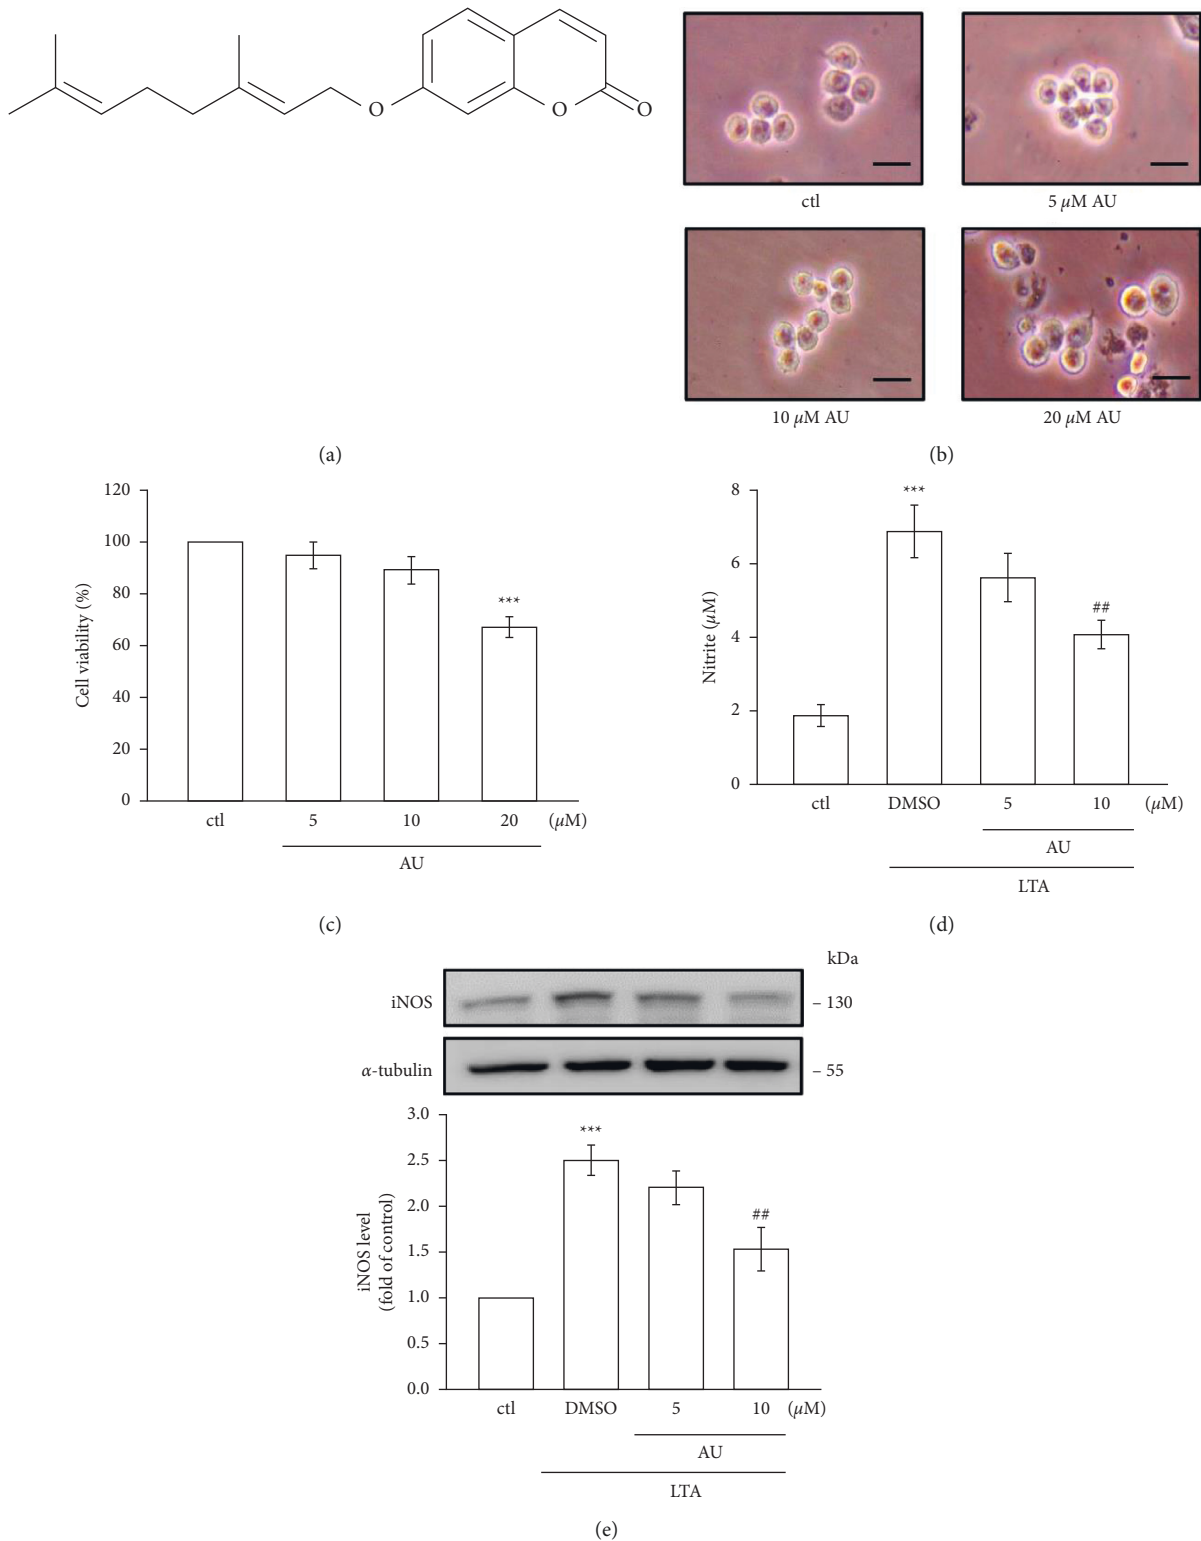 O
O
O
ctl
5 μM AU
10 μM AU
20 μM AU
(a)
(b)
120
100
80
60
40
20
0
Cell viability (%)
***
ctl
5
10
20
(μM)
AU
(c)
8
6
4
2
0
Nitrite (μM)
***
##
ctl
DMSO
5
10
(μM)
AU
LTA
(d)
kDa
iNOS
– 130
α-tubulin
– 55
3.0
2.5
2.0
1.5
1.0
0.5
0.0
iNOS level
(fold of control)
***
##
ctl
DMSO
5
10
(μM)
AU
LTA
(e)